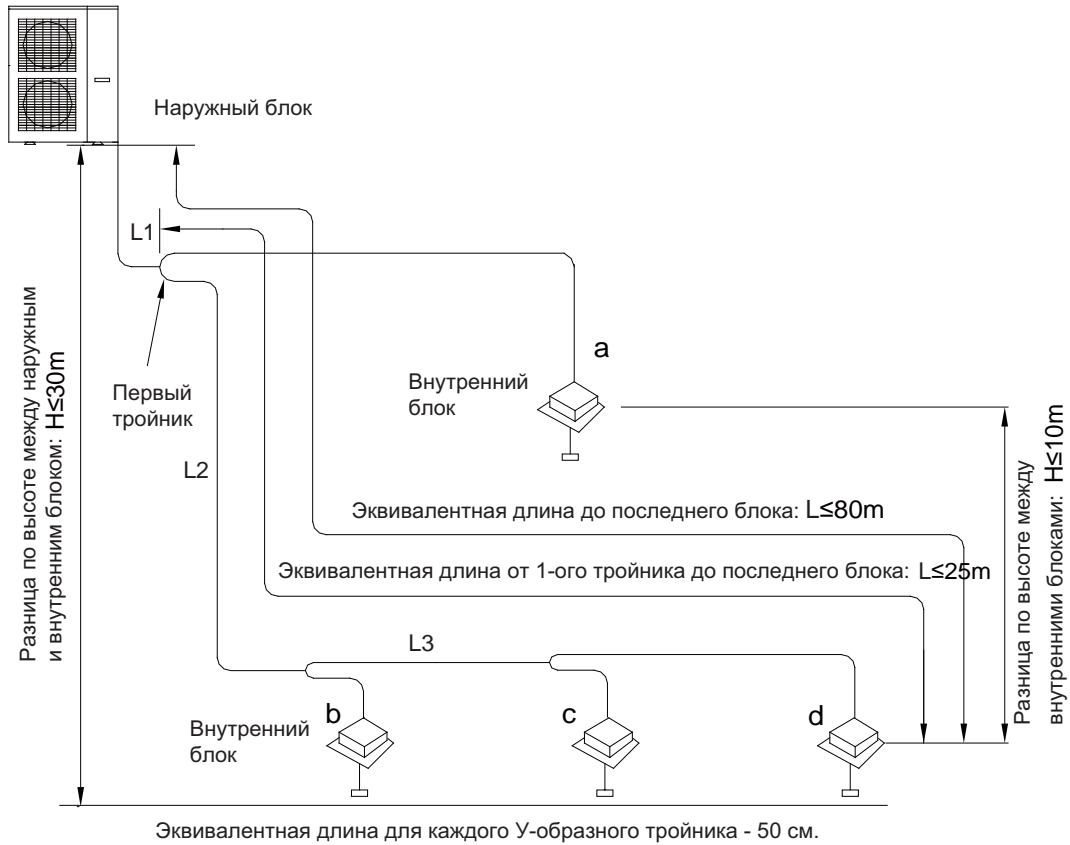 Наружный блок
L1
Разница по высоте между наружным
и внутренним блоком: H≤30m
Первый
тройник
a
Внутренний
блок
L2
Эквивалентная длина до последнего блока: L≤80m
Эквивалентная длина от 1-ого тройника до последнего блока: L≤25m
Разница по высоте между
внутренними блоками: H≤10m
L3
b
c
d
Внутренний
блок
Эквивалентная длина для каждого У-образного тройника - 50 см.